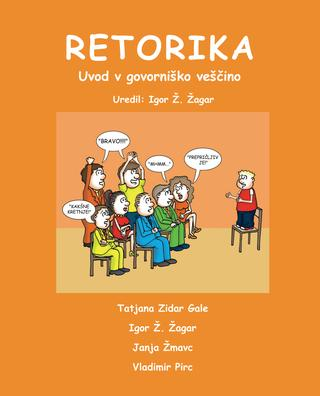 RETORIKA
Uvod v govorniško veščino
Uredil: Igor Ž. Žagar
"BRAVO!!!!"
"MHMM..."
"PREPRIČLJIV
JE!"
"KAKŠNE
KRETNJE!"
Tatjana Zidar Gale
Igor Ž. Žagar
Janja Žmavc
Vladimir Pirc